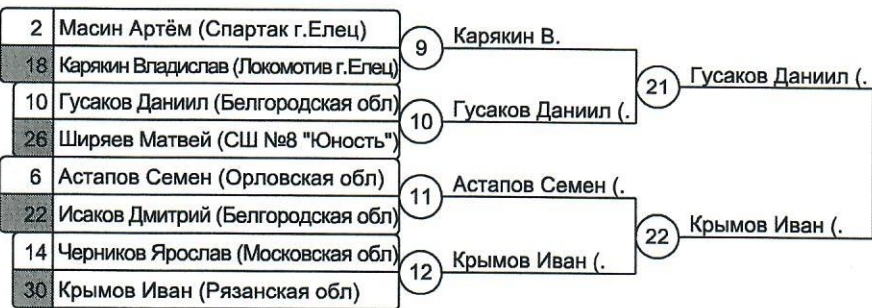 2 Масин Артём (Спартак г.Елец)
18 Карякин Владислав (Локомотив г.Елец)
9 Карякин В.
10 Гусаков Даниил (Белгородская обл)
26 Ширяев Матвей (СШ №8 "Юность")
10 Гусаков Даниил (.
21 Гусаков Даниил (.
6 Астапов Семен (Орловская обл)
22 Исаков Дмитрий (Белгородская обл)
11 Астапов Семен (.
14 Черников Ярослав (Московская обл)
30 Крымов Иван (Рязанская обл)
12 Крымов Иван (.
22 Крымов Иван (.